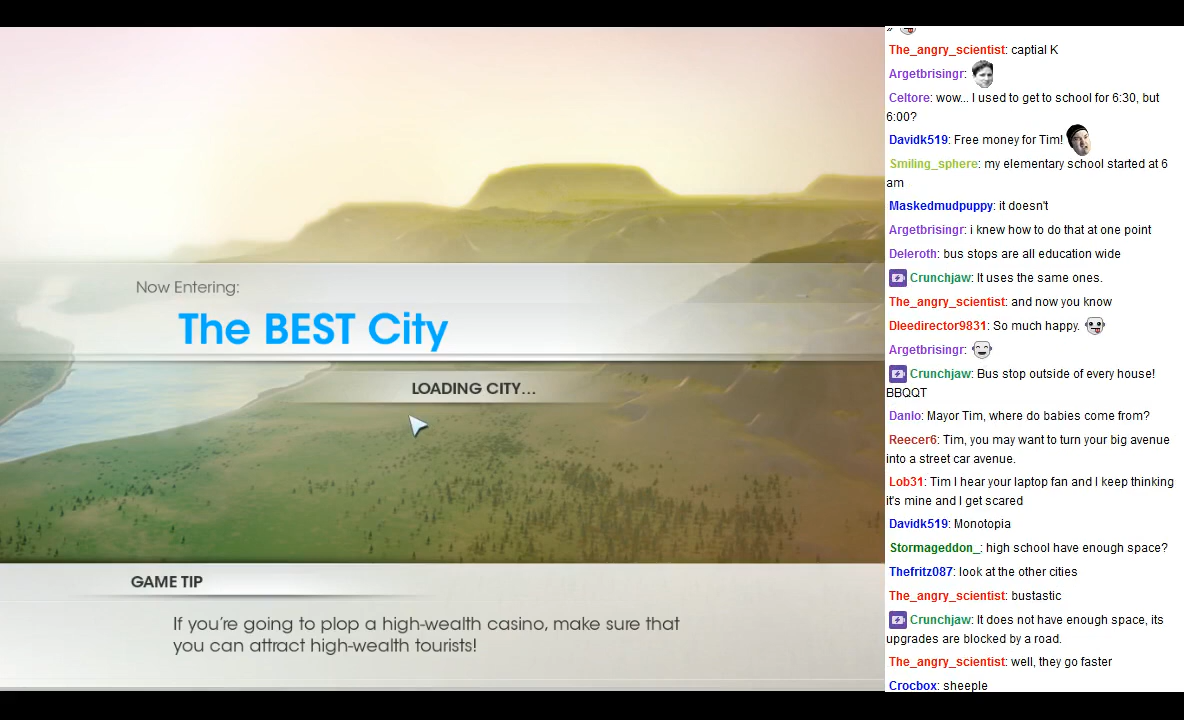 Now Entering:
The BEST City
LOADING CITY...
GAME TIP
If you're going to plop a high-wealth casino, make sure that
you can attract high-wealth tourists!
The_angry_scientist: captial K
Argetbrisingr:
Celtore: wow... I used to get to school for 6:30, but
6:00?
Davidk519: Free money for Tim!
Smiling_sphere: my elementary school started at 6
am
Maskedmudpuppy: it doesn't
Argetbrisingr: i knew how to do that at one point
Deleroth: bus stops are all education wide
Crunchjaw: It uses the same ones.
The_angry_scientist: and now you know
Dleedirector9831: So much happy.
Argetbrisingr:
Crunchjaw: Bus stop outside of every house!
BBQQT
Danlo: Mayor Tim, where do babies come from?
Reecer6: Tim, you may want to turn your big avenue
into a street car avenue.
Lob31: Tim I hear your laptop fan and I keep thinking
it's mine and I get scared
Davidk519: Monotopia
Stormageddon_: high school have enough space?
Thefritz087: look at the other cities
The_angry_scientist: bustastic
Crunchjaw: It does not have enough space, its
upgrades are blocked by a road.
The_angry_scientist: well, they go faster
Crocbox: sheeple